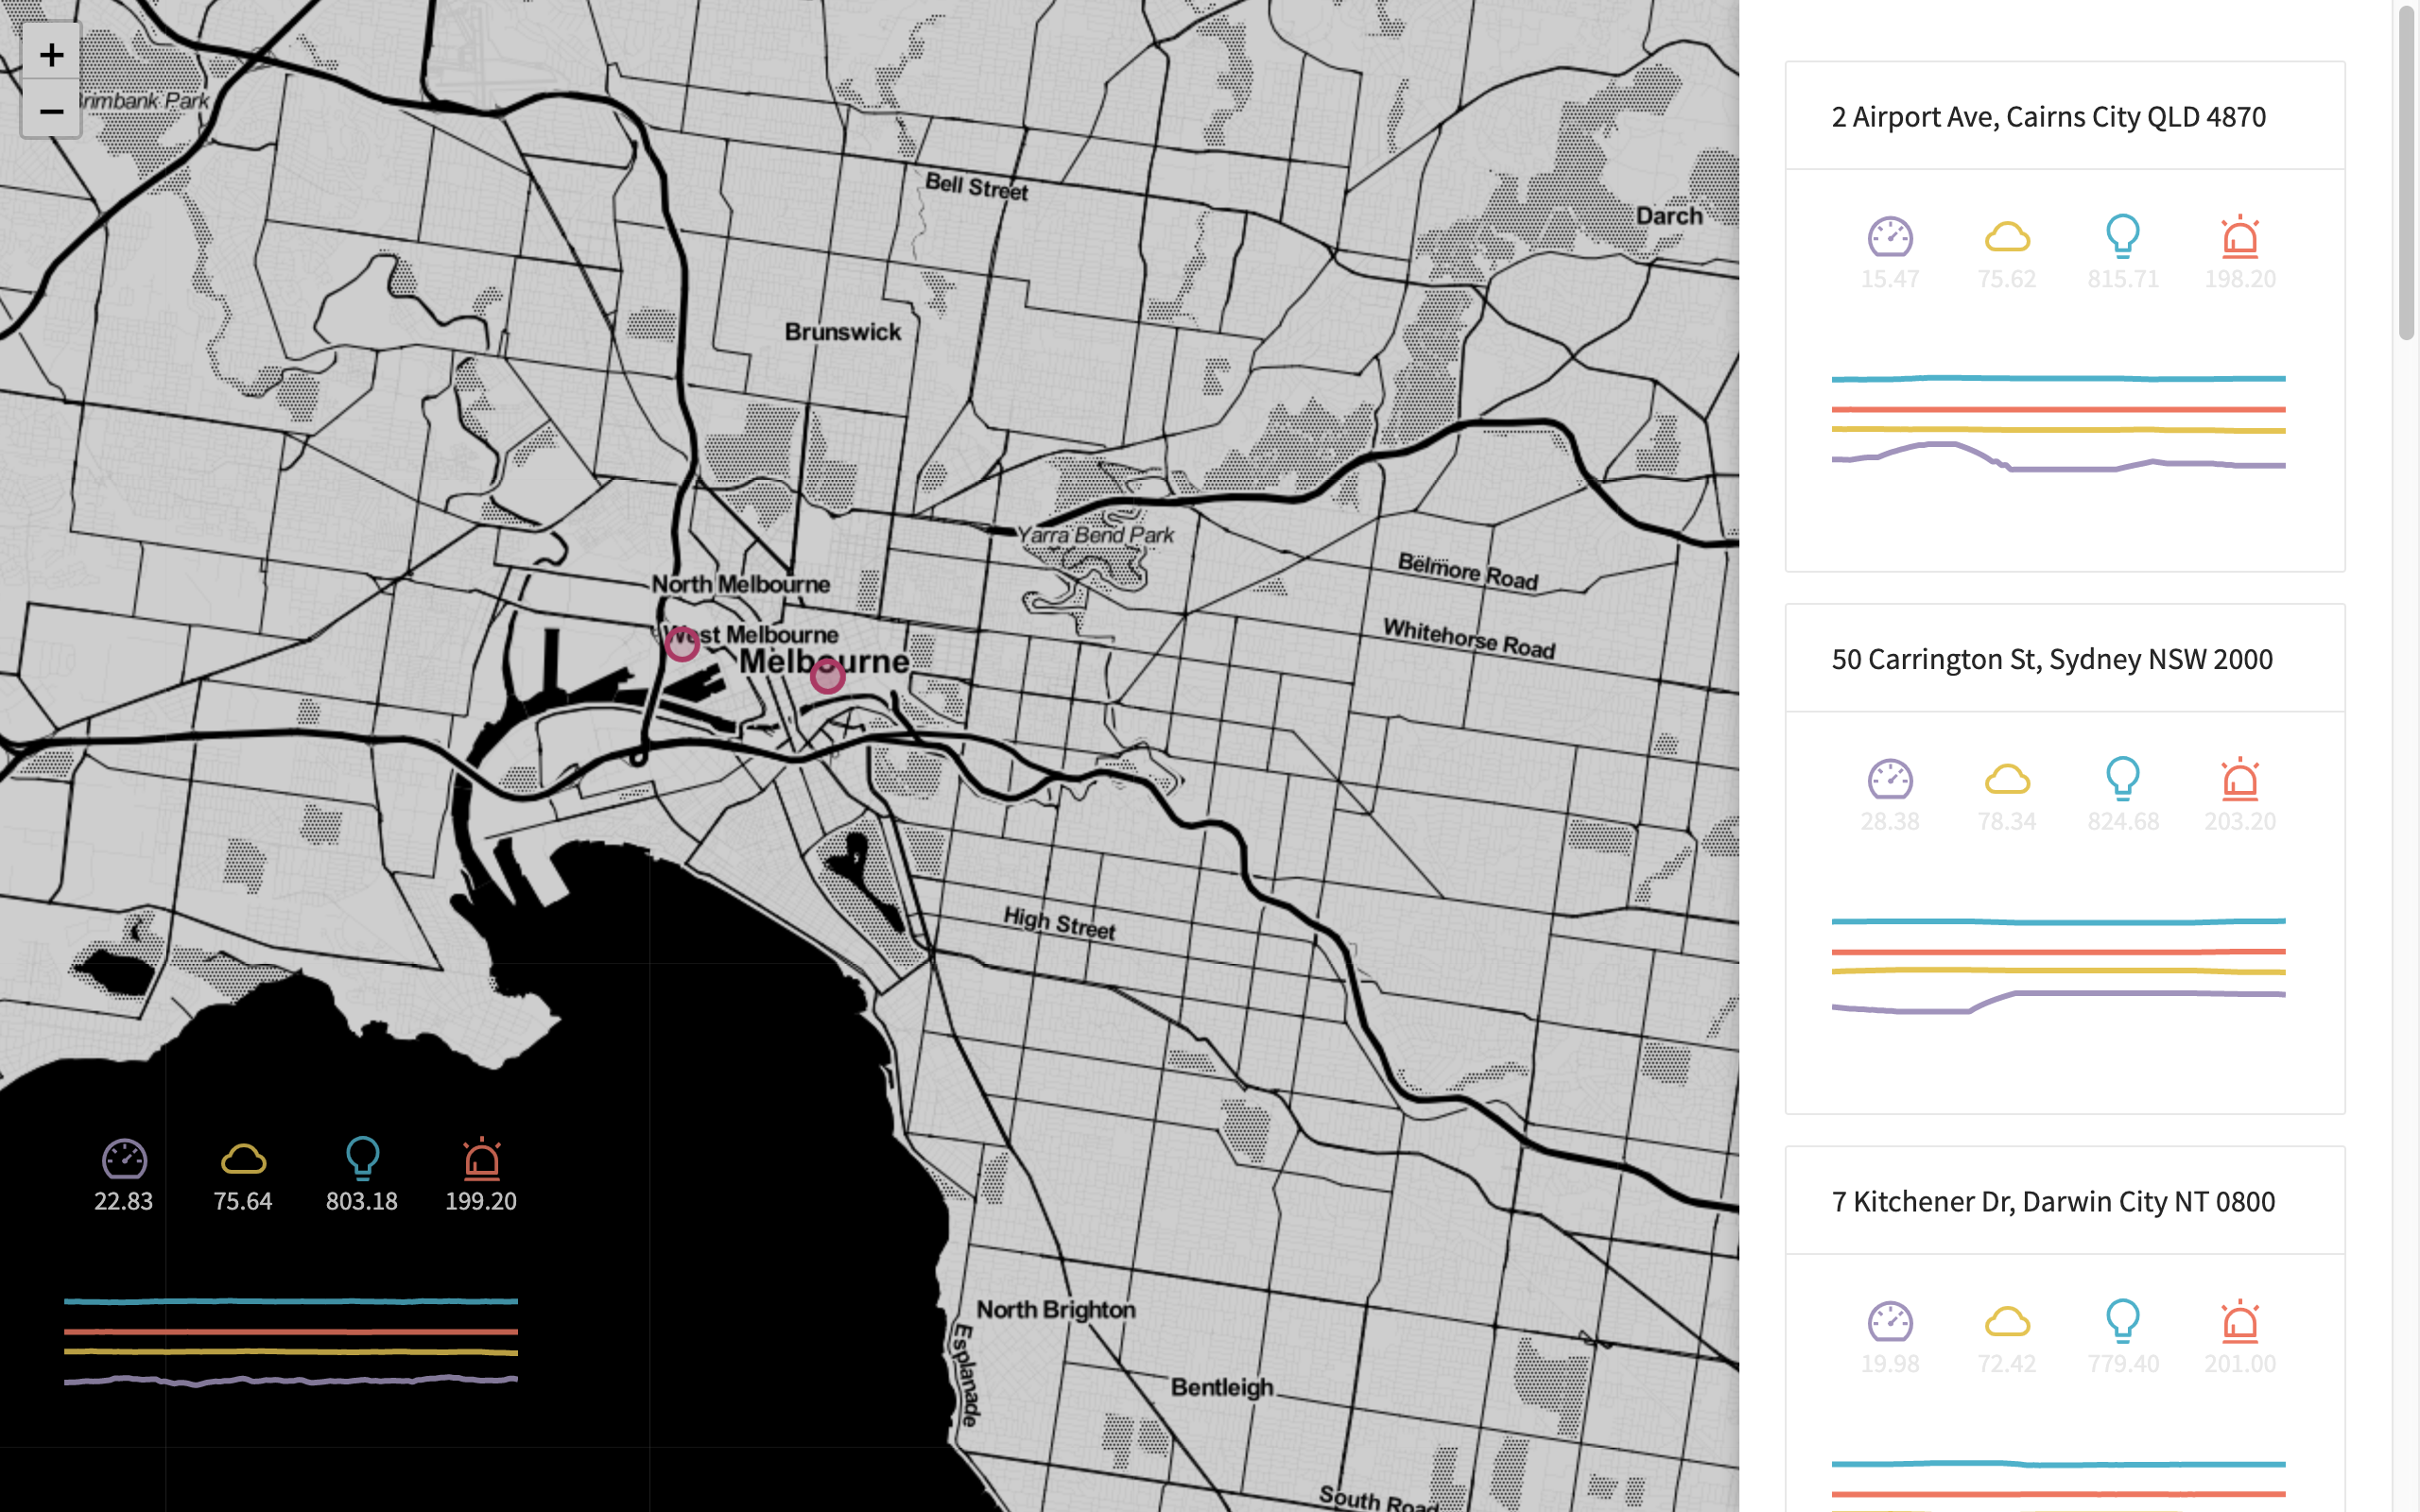 +
−
Brimbank Park
Bell Street
Darch
Brunswick
Yarra Bend Park
Belmore Road
North Melbourne
Whitehorse Road
West Melbourne
Melbourne
High Street
North Brighton
Esplanade
Bentleigh
South Road
22.83 75.64 803.18 199.20
2 Airport Ave, Cairns City QLD 4870
15.47 75.62 815.71 198.20
50 Carrington St, Sydney NSW 2000
28.38 78.34 824.68 203.20
7 Kitchener Dr, Darwin City NT 0800
19.98 72.42 779.40 201.00